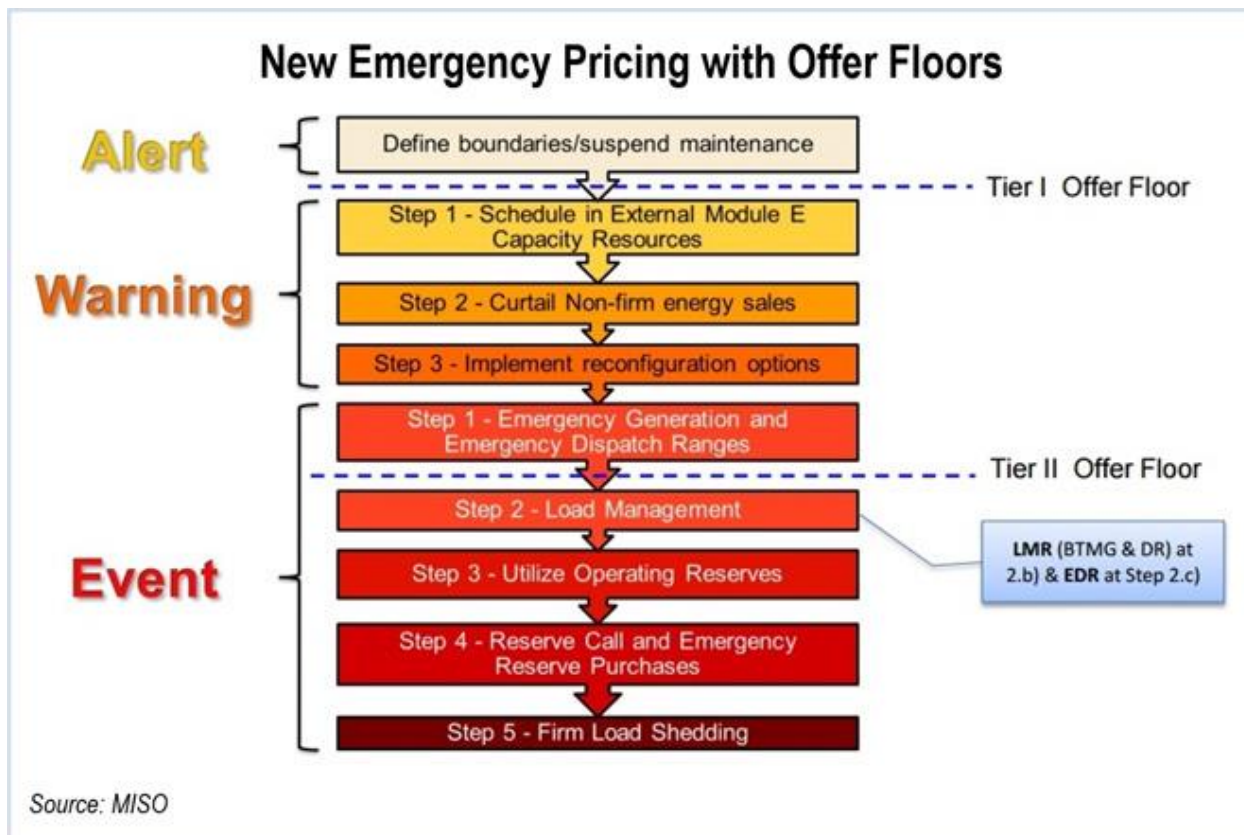 New Emergency Pricing with Offer Floors
Alert
Define boundaries/suspend maintenance
Tier I Offer Floor
Warning
Step 1 - Schedule in External Module E
Capacity Resources
Step 2 - Curtail Non-firm energy sales
Step 3 - Implement reconfiguration options
Event
Step 1 - Emergency Generation and
Emergency Dispatch Ranges
Tier II Offer Floor
Step 2 - Load Management
LMR (BTMG & DR) at
2.b) & EDR at Step 2.c)
Step 3 - Utilize Operating Reserves
Step 4 - Reserve Call and Emergency
Reserve Purchases
Step 5 - Firm Load Shedding
Source: MISO